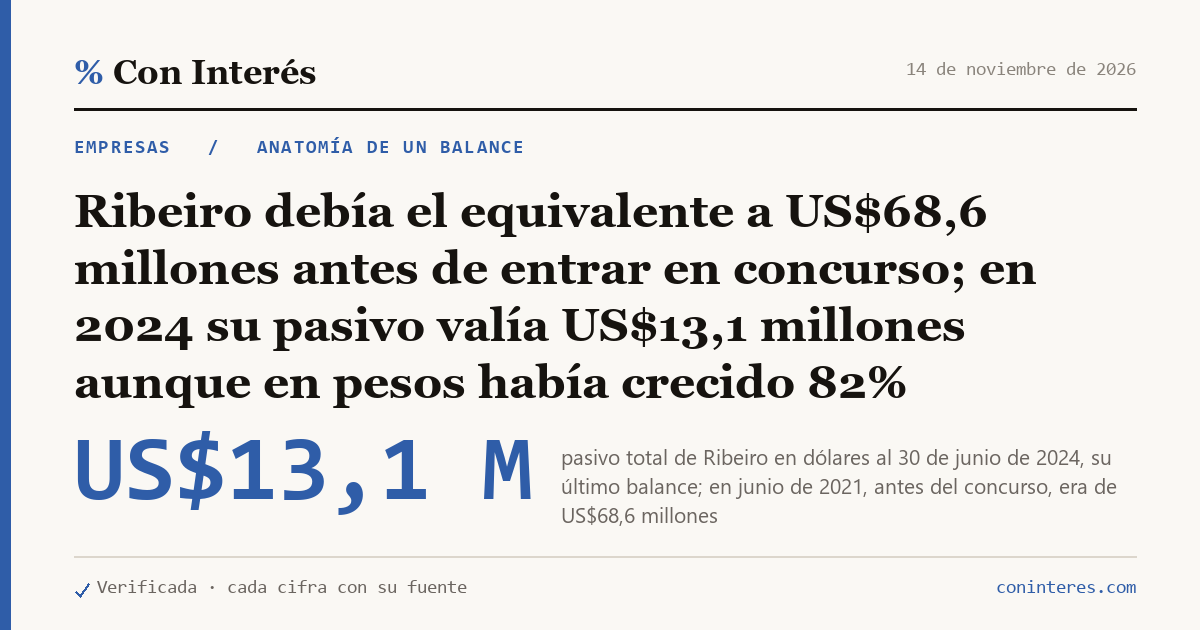 % Con Interés
14 de noviembre de 2026
EMPRESAS / ANATOMÍA DE UN BALANCE
Ribeiro debía el equivalente a US$68,6
millones antes de entrar en concurso; en
2024 su pasivo valía US$13,1 millones
aunque en pesos había crecido 82%
US$13,1 M
pasivo total de Ribeiro en dólares al 30 de junio de 2024, su
último balance; en junio de 2021, antes del concurso, era de
US$68,6 millones
✓ Verificada · cada cifra con su fuente
coninteres.com